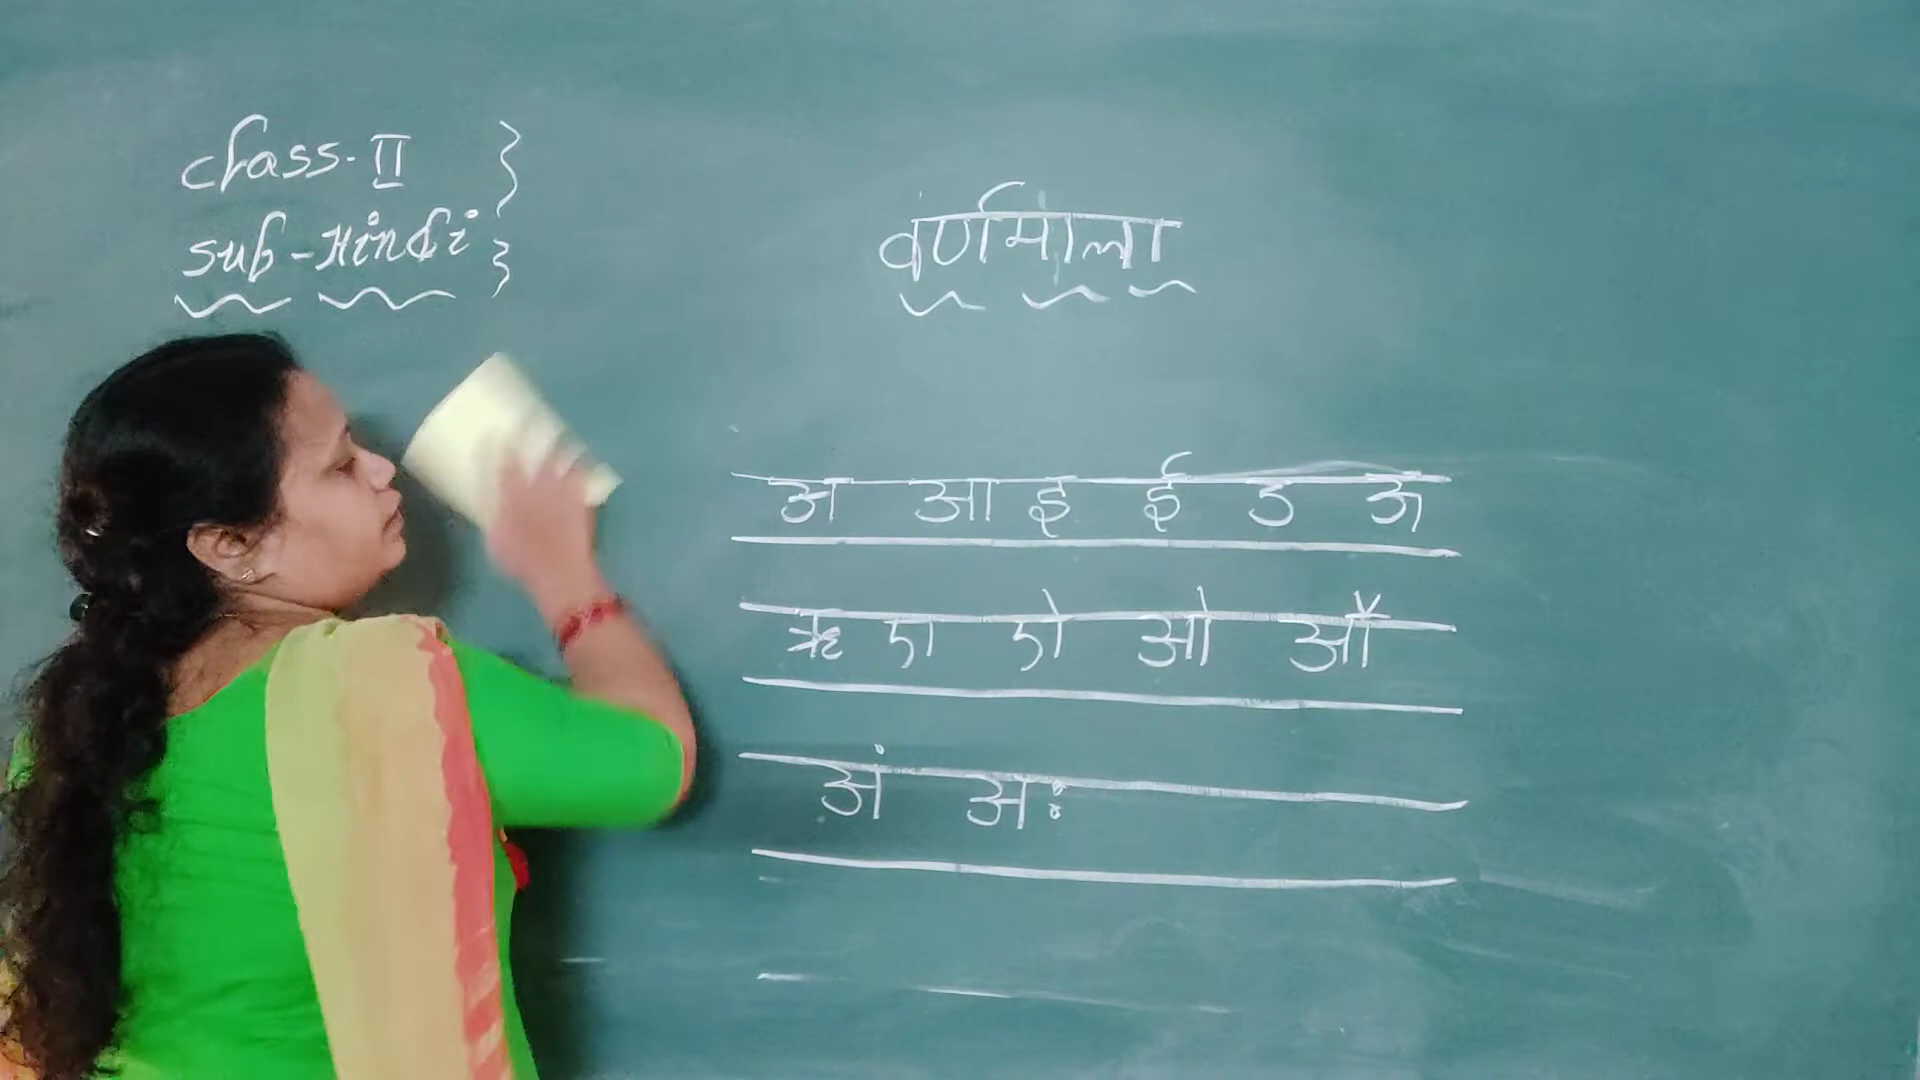 class-II }
sub-Hindi }
वर्णमाला
अ आ इ ई उ ऊ
ऋ ए ऐ ओ औ
अं अः